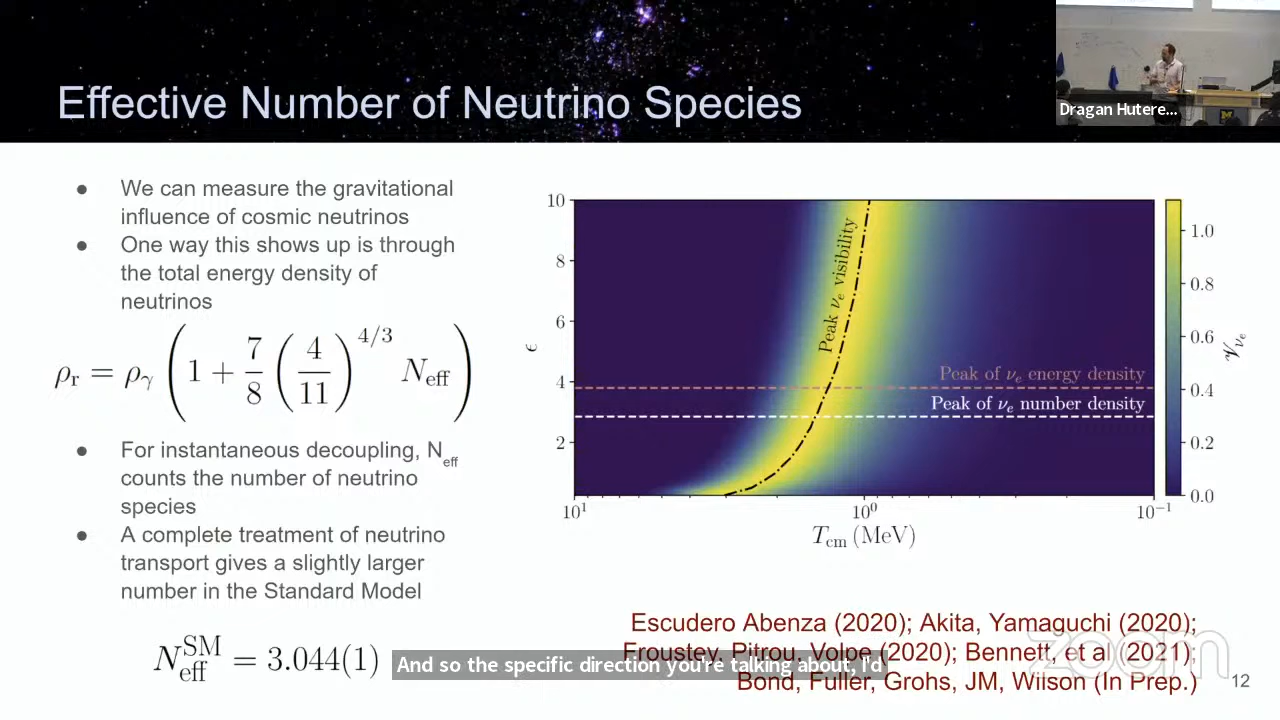 Effective Number of Neutrino Species
Dragan Hutere...
● We can measure the gravitational
influence of cosmic neutrinos
● One way this shows up is through
the total energy density of
neutrinos
ρ_r = ρ_γ (1 + 7/8 (4/11)^{4/3} N_eff)
● For instantaneous decoupling, N_eff
counts the number of neutrino
species
● A complete treatment of neutrino
transport gives a slightly larger
number in the Standard Model
N_eff^SM = 3.044(1)
10
8
6
4
2
ϵ
Peak ν_e visibility
Peak of ν_e energy density
Peak of ν_e number density
10^1
10^0
10^{-1}
T_cm (MeV)
1.0
0.8
0.6
0.4
0.2
0.0
Escudero Abenza (2020); Akita, Yamaguchi (2020);
Froustey, Pitrou, Volpe (2020); Bennett, et al (2021);
Bond, Fuller, Grohs, JM, Wilson (In Prep.)
And so the specific direction you're talking about, I'd
zoom
12